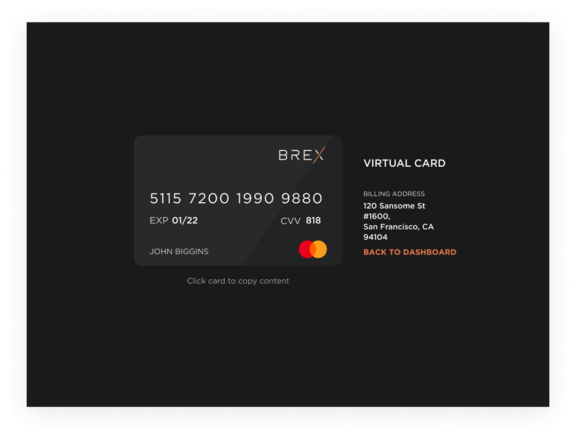 BREX
5115 7200 1990 9880
EXP 01/22 CVV 818
JOHN BIGGINS
Click card to copy content
VIRTUAL CARD
BILLING ADDRESS
120 Sansome St
#1600,
San Francisco, CA
94104
BACK TO DASHBOARD